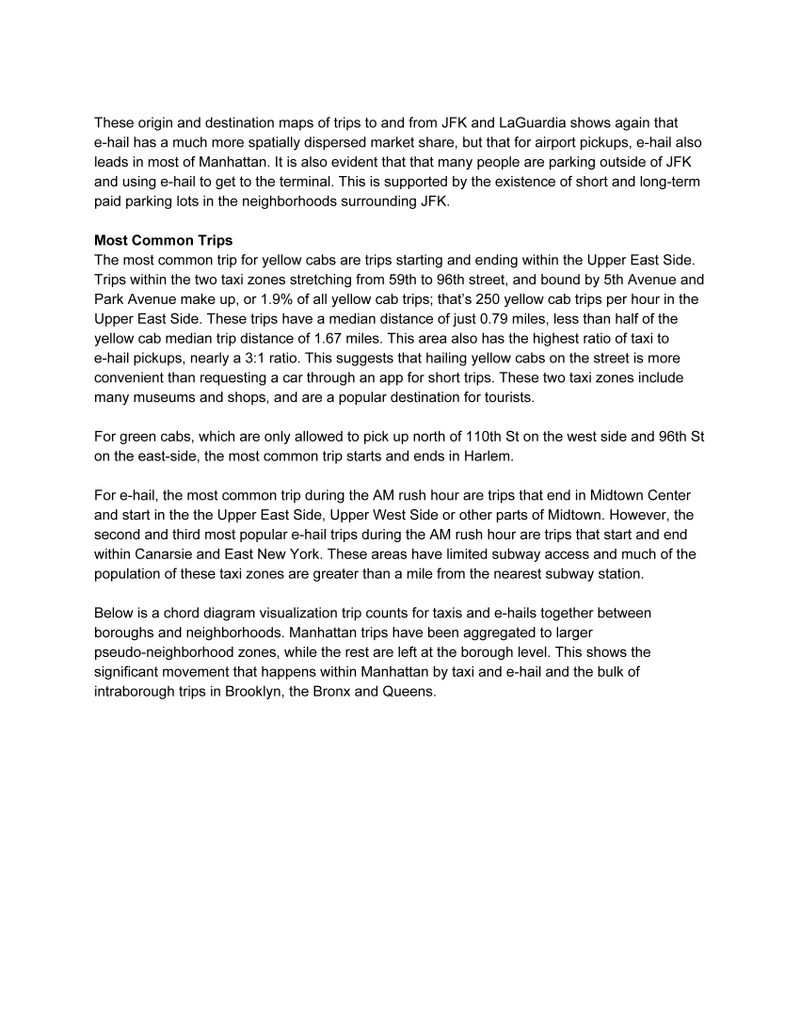 These origin and destination maps of trips to and from JFK and LaGuardia shows again that
e-hail has a much more spatially dispersed market share, but that for airport pickups, e-hail also
leads in most of Manhattan. It is also evident that that many people are parking outside of JFK
and using e-hail to get to the terminal. This is supported by the existence of short and long-term
paid parking lots in the neighborhoods surrounding JFK.
Most Common Trips
The most common trip for yellow cabs are trips starting and ending within the Upper East Side.
Trips within the two taxi zones stretching from 59th to 96th street, and bound by 5th Avenue and
Park Avenue make up, or 1.9% of all yellow cab trips; that’s 250 yellow cab trips per hour in the
Upper East Side. These trips have a median distance of just 0.79 miles, less than half of the
yellow cab median trip distance of 1.67 miles. This area also has the highest ratio of taxi to
e-hail pickups, nearly a 3:1 ratio. This suggests that hailing yellow cabs on the street is more
convenient than requesting a car through an app for short trips. These two taxi zones include
many museums and shops, and are a popular destination for tourists.
For green cabs, which are only allowed to pick up north of 110th St on the west side and 96th St
on the east-side, the most common trip starts and ends in Harlem.
For e-hail, the most common trip during the AM rush hour are trips that end in Midtown Center
and start in the the Upper East Side, Upper West Side or other parts of Midtown. However, the
second and third most popular e-hail trips during the AM rush hour are trips that start and end
within Canarsie and East New York. These areas have limited subway access and much of the
population of these taxi zones are greater than a mile from the nearest subway station.
Below is a chord diagram visualization trip counts for taxis and e-hails together between
boroughs and neighborhoods. Manhattan trips have been aggregated to larger
pseudo-neighborhood zones, while the rest are left at the borough level. This shows the
significant movement that happens within Manhattan by taxi and e-hail and the bulk of
intraborough trips in Brooklyn, the Bronx and Queens.